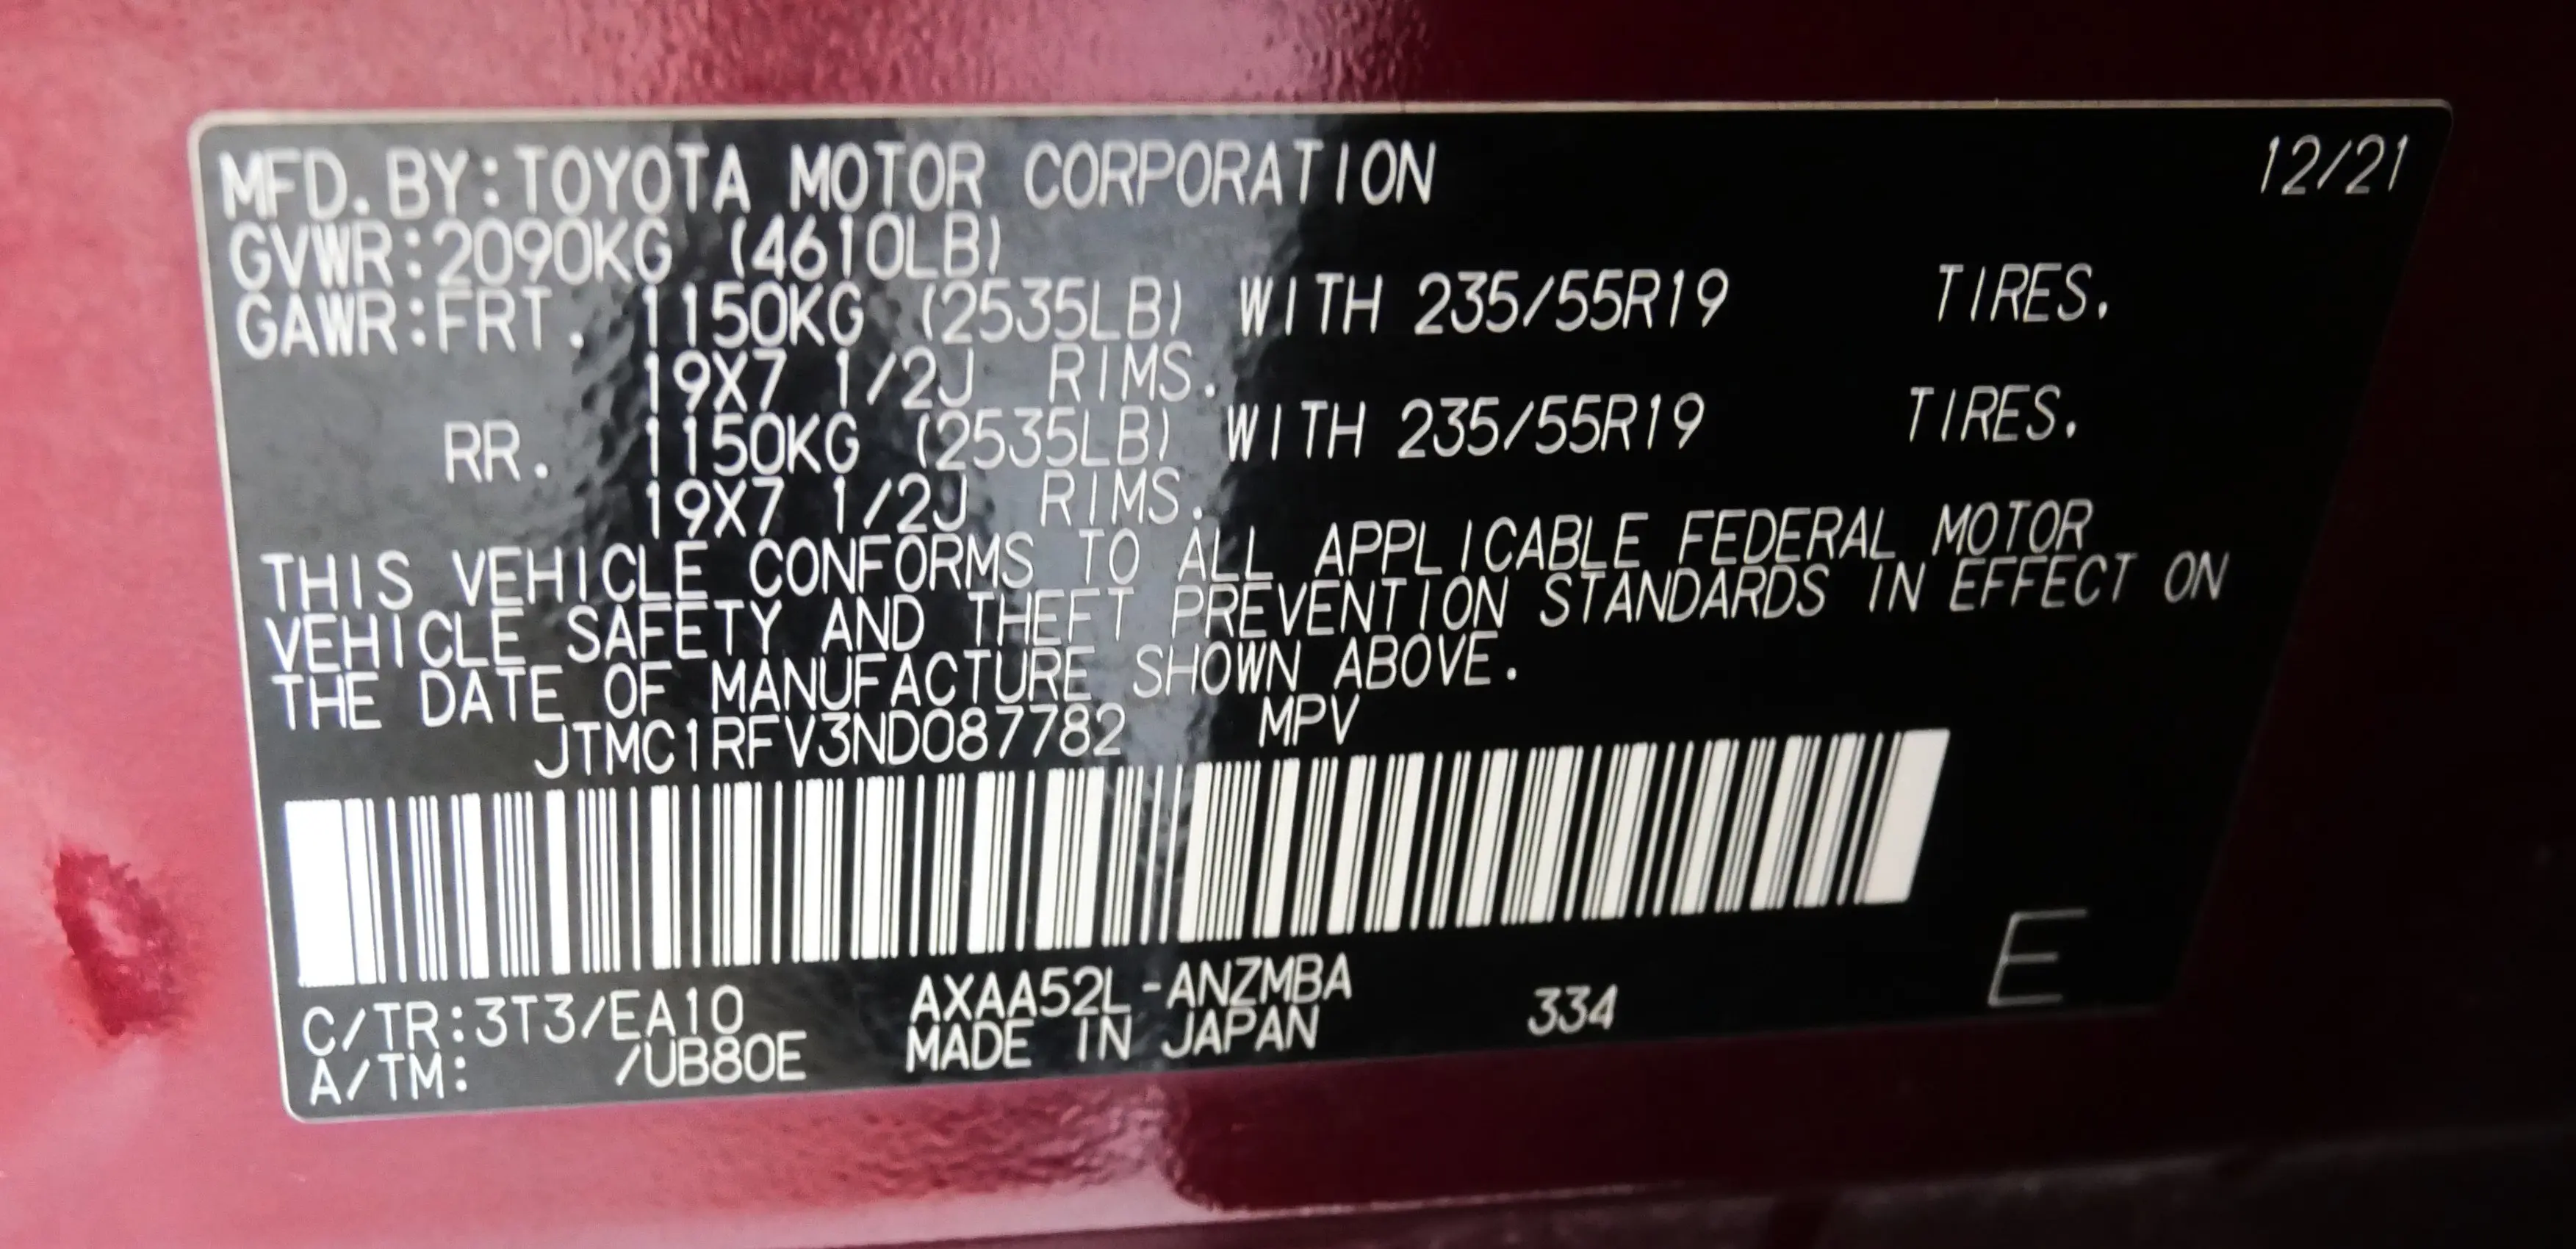 MFD. BY:TOYOTA MOTOR CORPORATION 12/21
GVWR:2090KG (4610LB)
GAWR:FRT. 1150KG (2535LB) WITH 235/55R19 TIRES.
19X7 1/2J RIMS.
RR. 1150KG (2535LB) WITH 235/55R19 TIRES.
19X7 1/2J RIMS.
THIS VEHICLE CONFORMS TO ALL APPLICABLE FEDERAL MOTOR
VEHICLE SAFETY AND THEFT PREVENTION STANDARDS IN EFFECT ON
THE DATE OF MANUFACTURE SHOWN ABOVE.
JTMC1RFV3ND087782 MPV
C/TR:3T3/EA10 AXAA52L-ANZMBA 334 E
A/TM: /UB80E MADE IN JAPAN